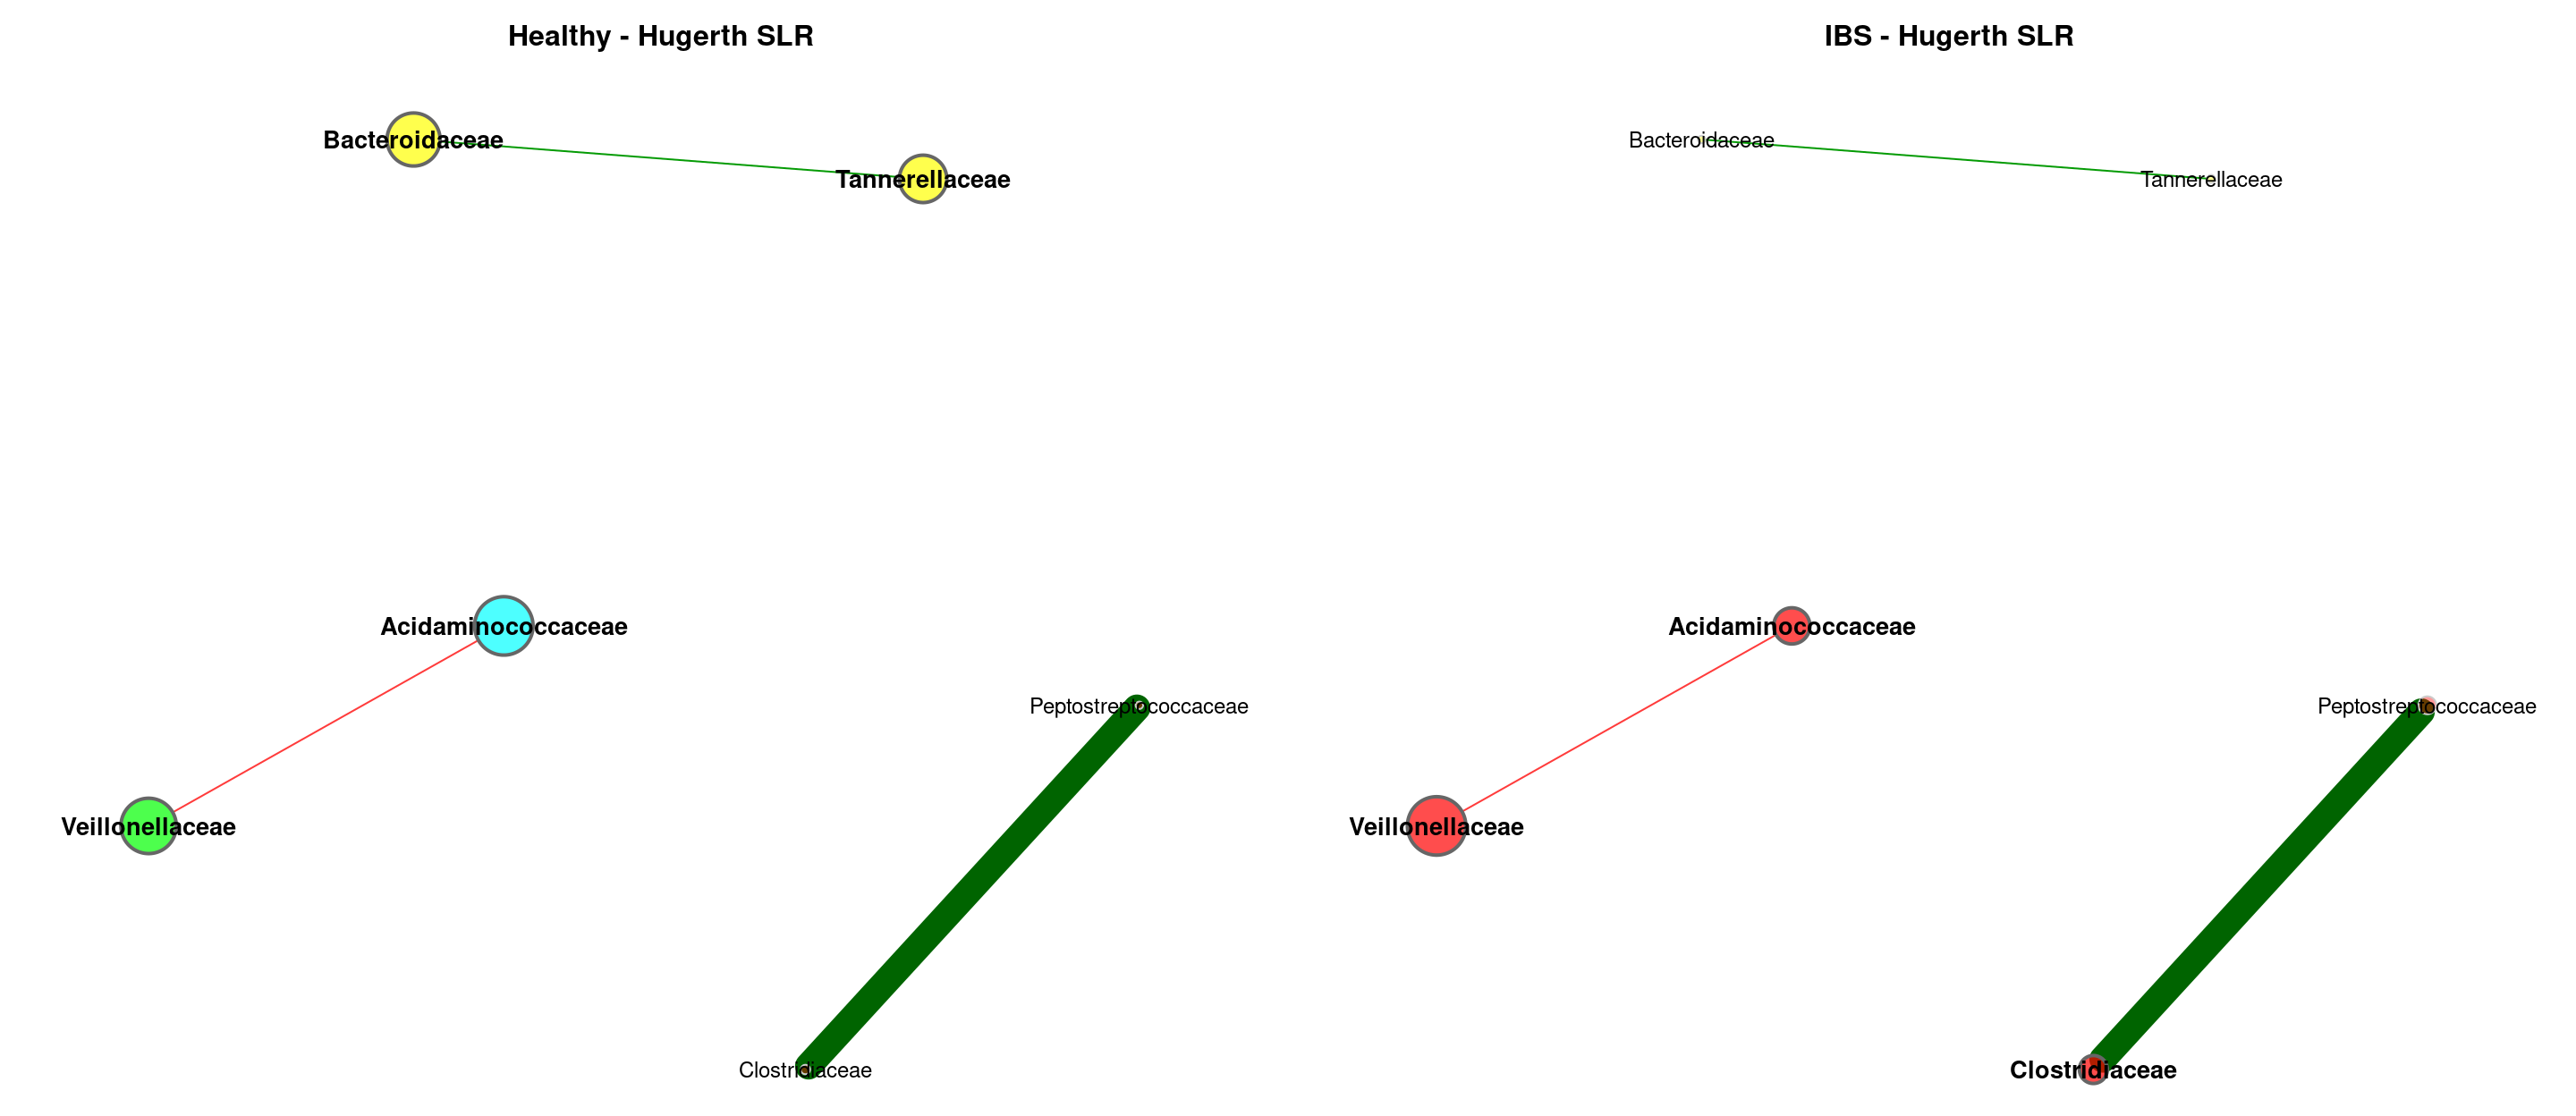 Healthy - Hugerth SLR
Bacteroidaceae
Tannerellaceae
Acidaminococcaceae
Peptostreptococcaceae
Veillonellaceae
Clostridiaceae
IBS - Hugerth SLR
Bacteroidaceae
Tannerellaceae
Acidaminococcaceae
Peptostreptococcaceae
Veillonellaceae
Clostridiaceae